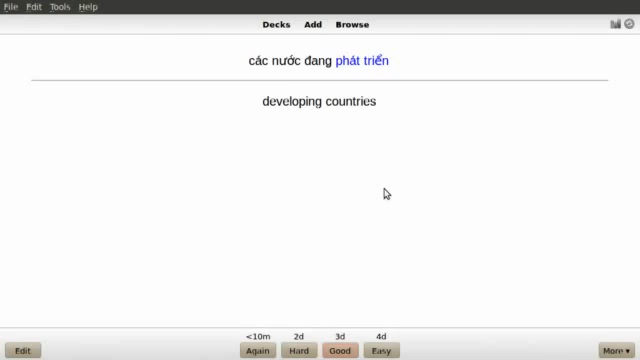 File Edit Tools Help
Decks Add Browse
các nước đang phát triển
developing countries
<10m 2d 3d 4d
Edit Again Hard Good Easy More ▾